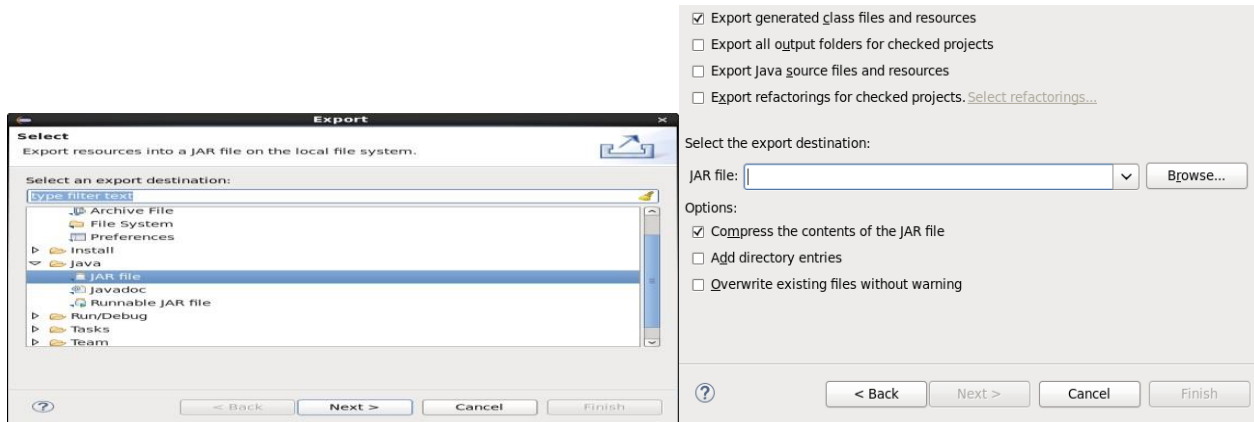 Export
Select
Export resources into a JAR file on the local file system.
Select an export destination:
type filter text
Archive File
File System
Preferences
Install
Java
JAR file
Javadoc
Runnable JAR file
Run/Debug
Tasks
Team
?
< Back
Next >
Cancel
Finish
Export generated class files and resources
Export all output folders for checked projects
Export Java source files and resources
Export refactorings for checked projects. Select refactorings...
Select the export destination:
JAR file:
Browse...
Options:
Compress the contents of the JAR file
Add directory entries
Overwrite existing files without warning
?
< Back
Next >
Cancel
Finish